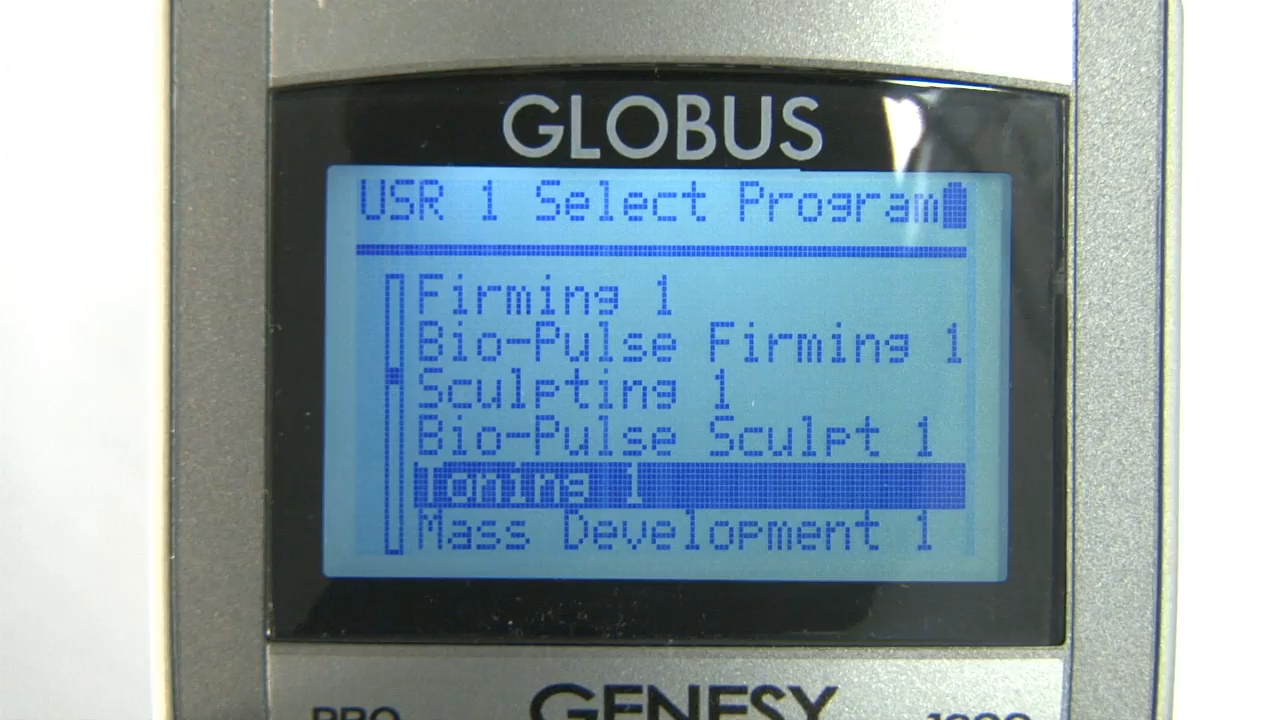 GLOBUS
USR 1 Select Program
Firming 1
Bio-Pulse Firming 1
Sculpting 1
Bio-Pulse Sculpt 1
Toning 1
Mass Development 1
PRO GENESY